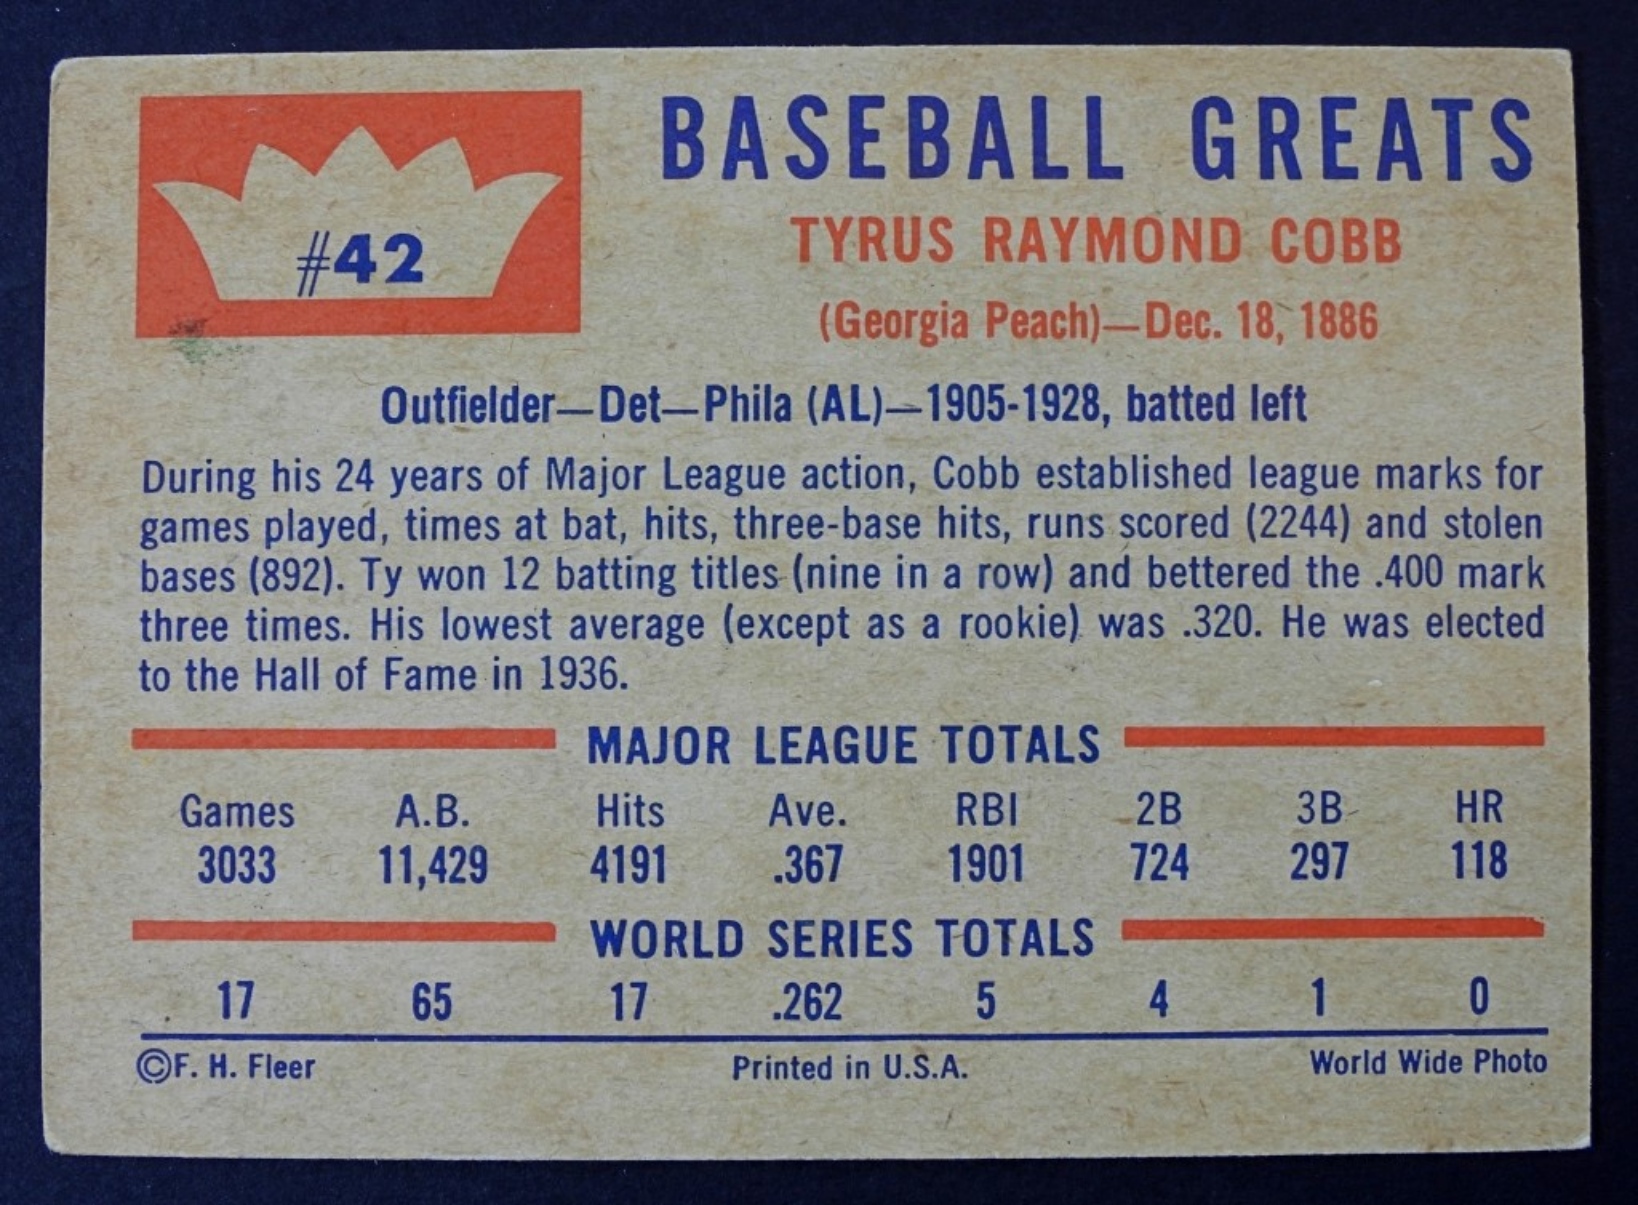 #42
BASEBALL GREATS
TYRUS RAYMOND COBB
(Georgia Peach)—Dec. 18, 1886
Outfielder—Det—Phila (AL)—1905-1928, batted left
During his 24 years of Major League action, Cobb established league marks for
games played, times at bat, hits, three-base hits, runs scored (2244) and stolen
bases (892). Ty won 12 batting titles (nine in a row) and bettered the .400 mark
three times. His lowest average (except as a rookie) was .320. He was elected
to the Hall of Fame in 1936.
MAJOR LEAGUE TOTALS
Games A.B. Hits Ave. RBI 2B 3B HR
3033 11,429 4191 .367 1901 724 297 118
WORLD SERIES TOTALS
17 65 17 .262 5 4 1 0
©F. H. Fleer Printed in U.S.A. World Wide Photo